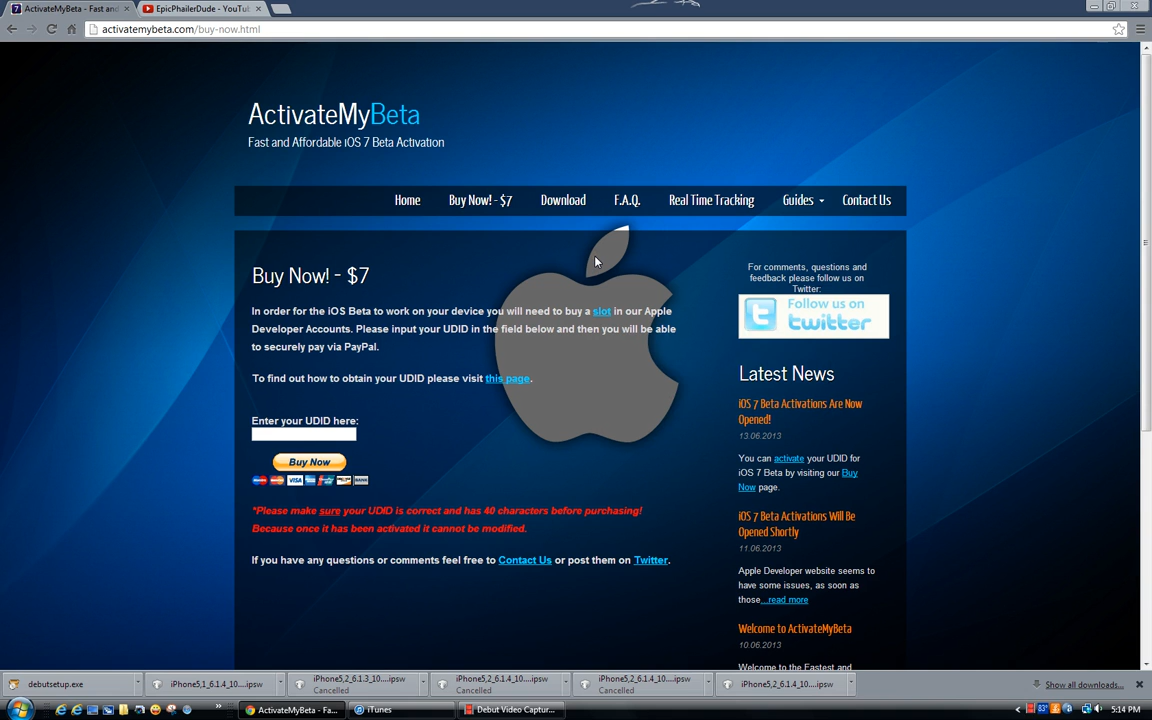 ActivateMyBeta - Fast and
EpicPhailerDude - YouTu
activatemybeta.com/buy-now.html
ActivateMyBeta
Fast and Affordable iOS 7 Beta Activation
Home
Buy Now! - $7
Download
F.A.Q.
Real Time Tracking
Guides
Contact Us
Buy Now! - $7
In order for the iOS Beta to work on your device you will need to buy a slot in our Apple
Developer Accounts. Please input your UDID in the field below and then you will be able
to securely pay via PayPal.
To find out how to obtain your UDID please visit this page.
Enter your UDID here:
Buy Now
VISA
*Please make sure your UDID is correct and has 40 characters before purchasing!
Because once it has been activated it cannot be modified.
If you have any questions or comments feel free to Contact Us or post them on Twitter.
For comments, questions and
feedback please follow us on
Twitter:
Follow us on
twitter
Latest News
iOS 7 Beta Activations Are Now
Opened!
13.06.2013
You can activate your UDID for
iOS 7 Beta by visiting our Buy
Now page.
iOS 7 Beta Activations Will Be
Opened Shortly
11.06.2013
Apple Developer website seems to
have some issues, as soon as
those...read more
Welcome to ActivateMyBeta
10.06.2013
Welcome to the Fastest and
debutsetup.exe
iPhone5,1_6.1.4_10....ipsw
iPhone5,2_6.1.3_10....ipsw
Cancelled
iPhone5,2_6.1.4_10....ipsw
Cancelled
iPhone5,2_6.1.4_10....ipsw
Cancelled
iPhone5,2_6.1.4_10....ipsw
Show all downloads...
ActivateMyBeta - Fa...
iTunes
Debut Video Captur...
83°
5:14 PM